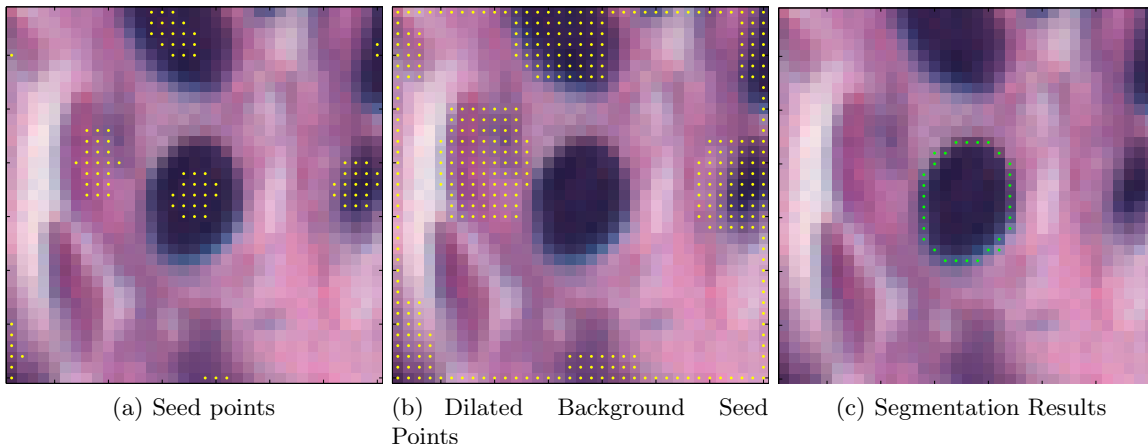 (a) Seed points
(b) Dilated Background Seed
Points
(c) Segmentation Results